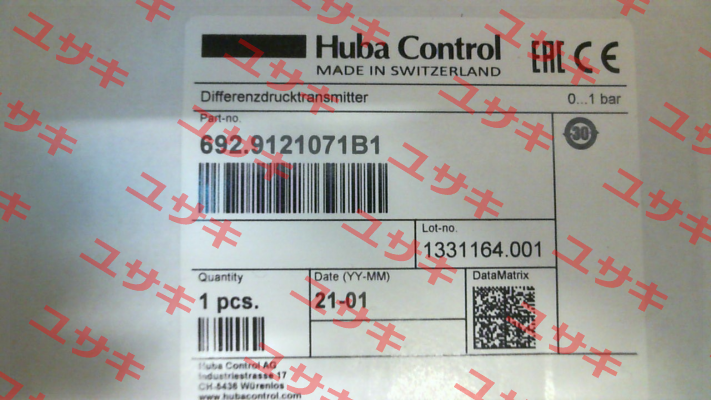 Huba Control
MADE IN SWITZERLAND
EAC CE
Differenzdrucktransmitter 0...1 bar
Part-no.
692.9121071B1
30
Lot-no.
1331164.001
Quantity
1 pcs.
Date (YY-MM)
21-01
DataMatrix
Huba Control AG
Industriestrasse 17
CH-5436 Würenlos
www.hubacontrol.com
ユサキ